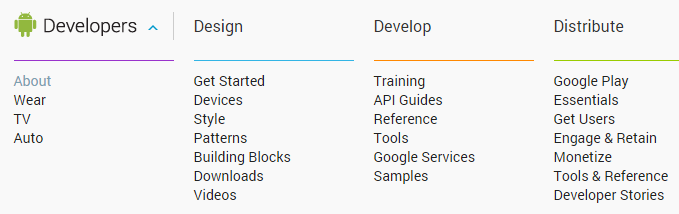 Developers
About
Wear
TV
Auto
Design
Get Started
Devices
Style
Patterns
Building Blocks
Downloads
Videos
Develop
Training
API Guides
Reference
Tools
Google Services
Samples
Distribute
Google Play
Essentials
Get Users
Engage & Retain
Monetize
Tools & Reference
Developer Stories